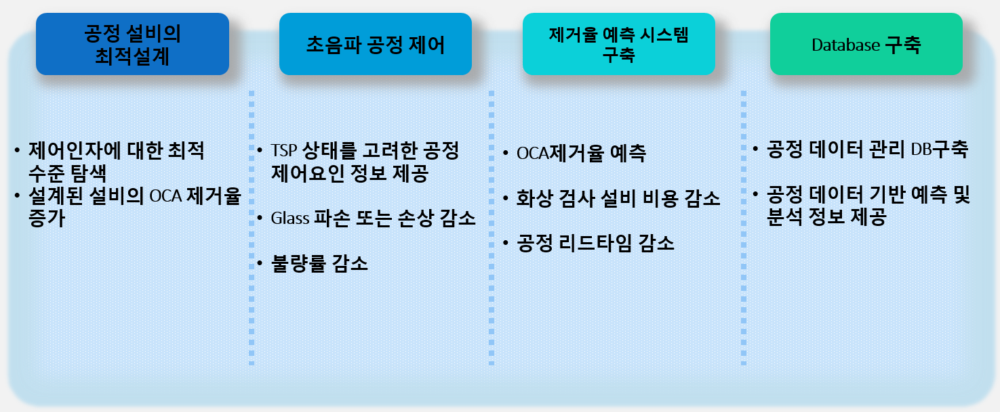 공정 설비의
최적설계
초음파 공정 제어
제거율 예측 시스템
구축
Database 구축
• 제어인자에 대한 최적
수준 탐색
• 설계된 설비의 OCA 제거율
증가
• TSP 상태를 고려한 공정
제어요인 정보 제공
• Glass 파손 또는 손상 감소
• 불량률 감소
• OCA제거율 예측
• 화상 검사 설비 비용 감소
• 공정 리드타임 감소
• 공정 데이터 관리 DB구축
• 공정 데이터 기반 예측 및
분석 정보 제공